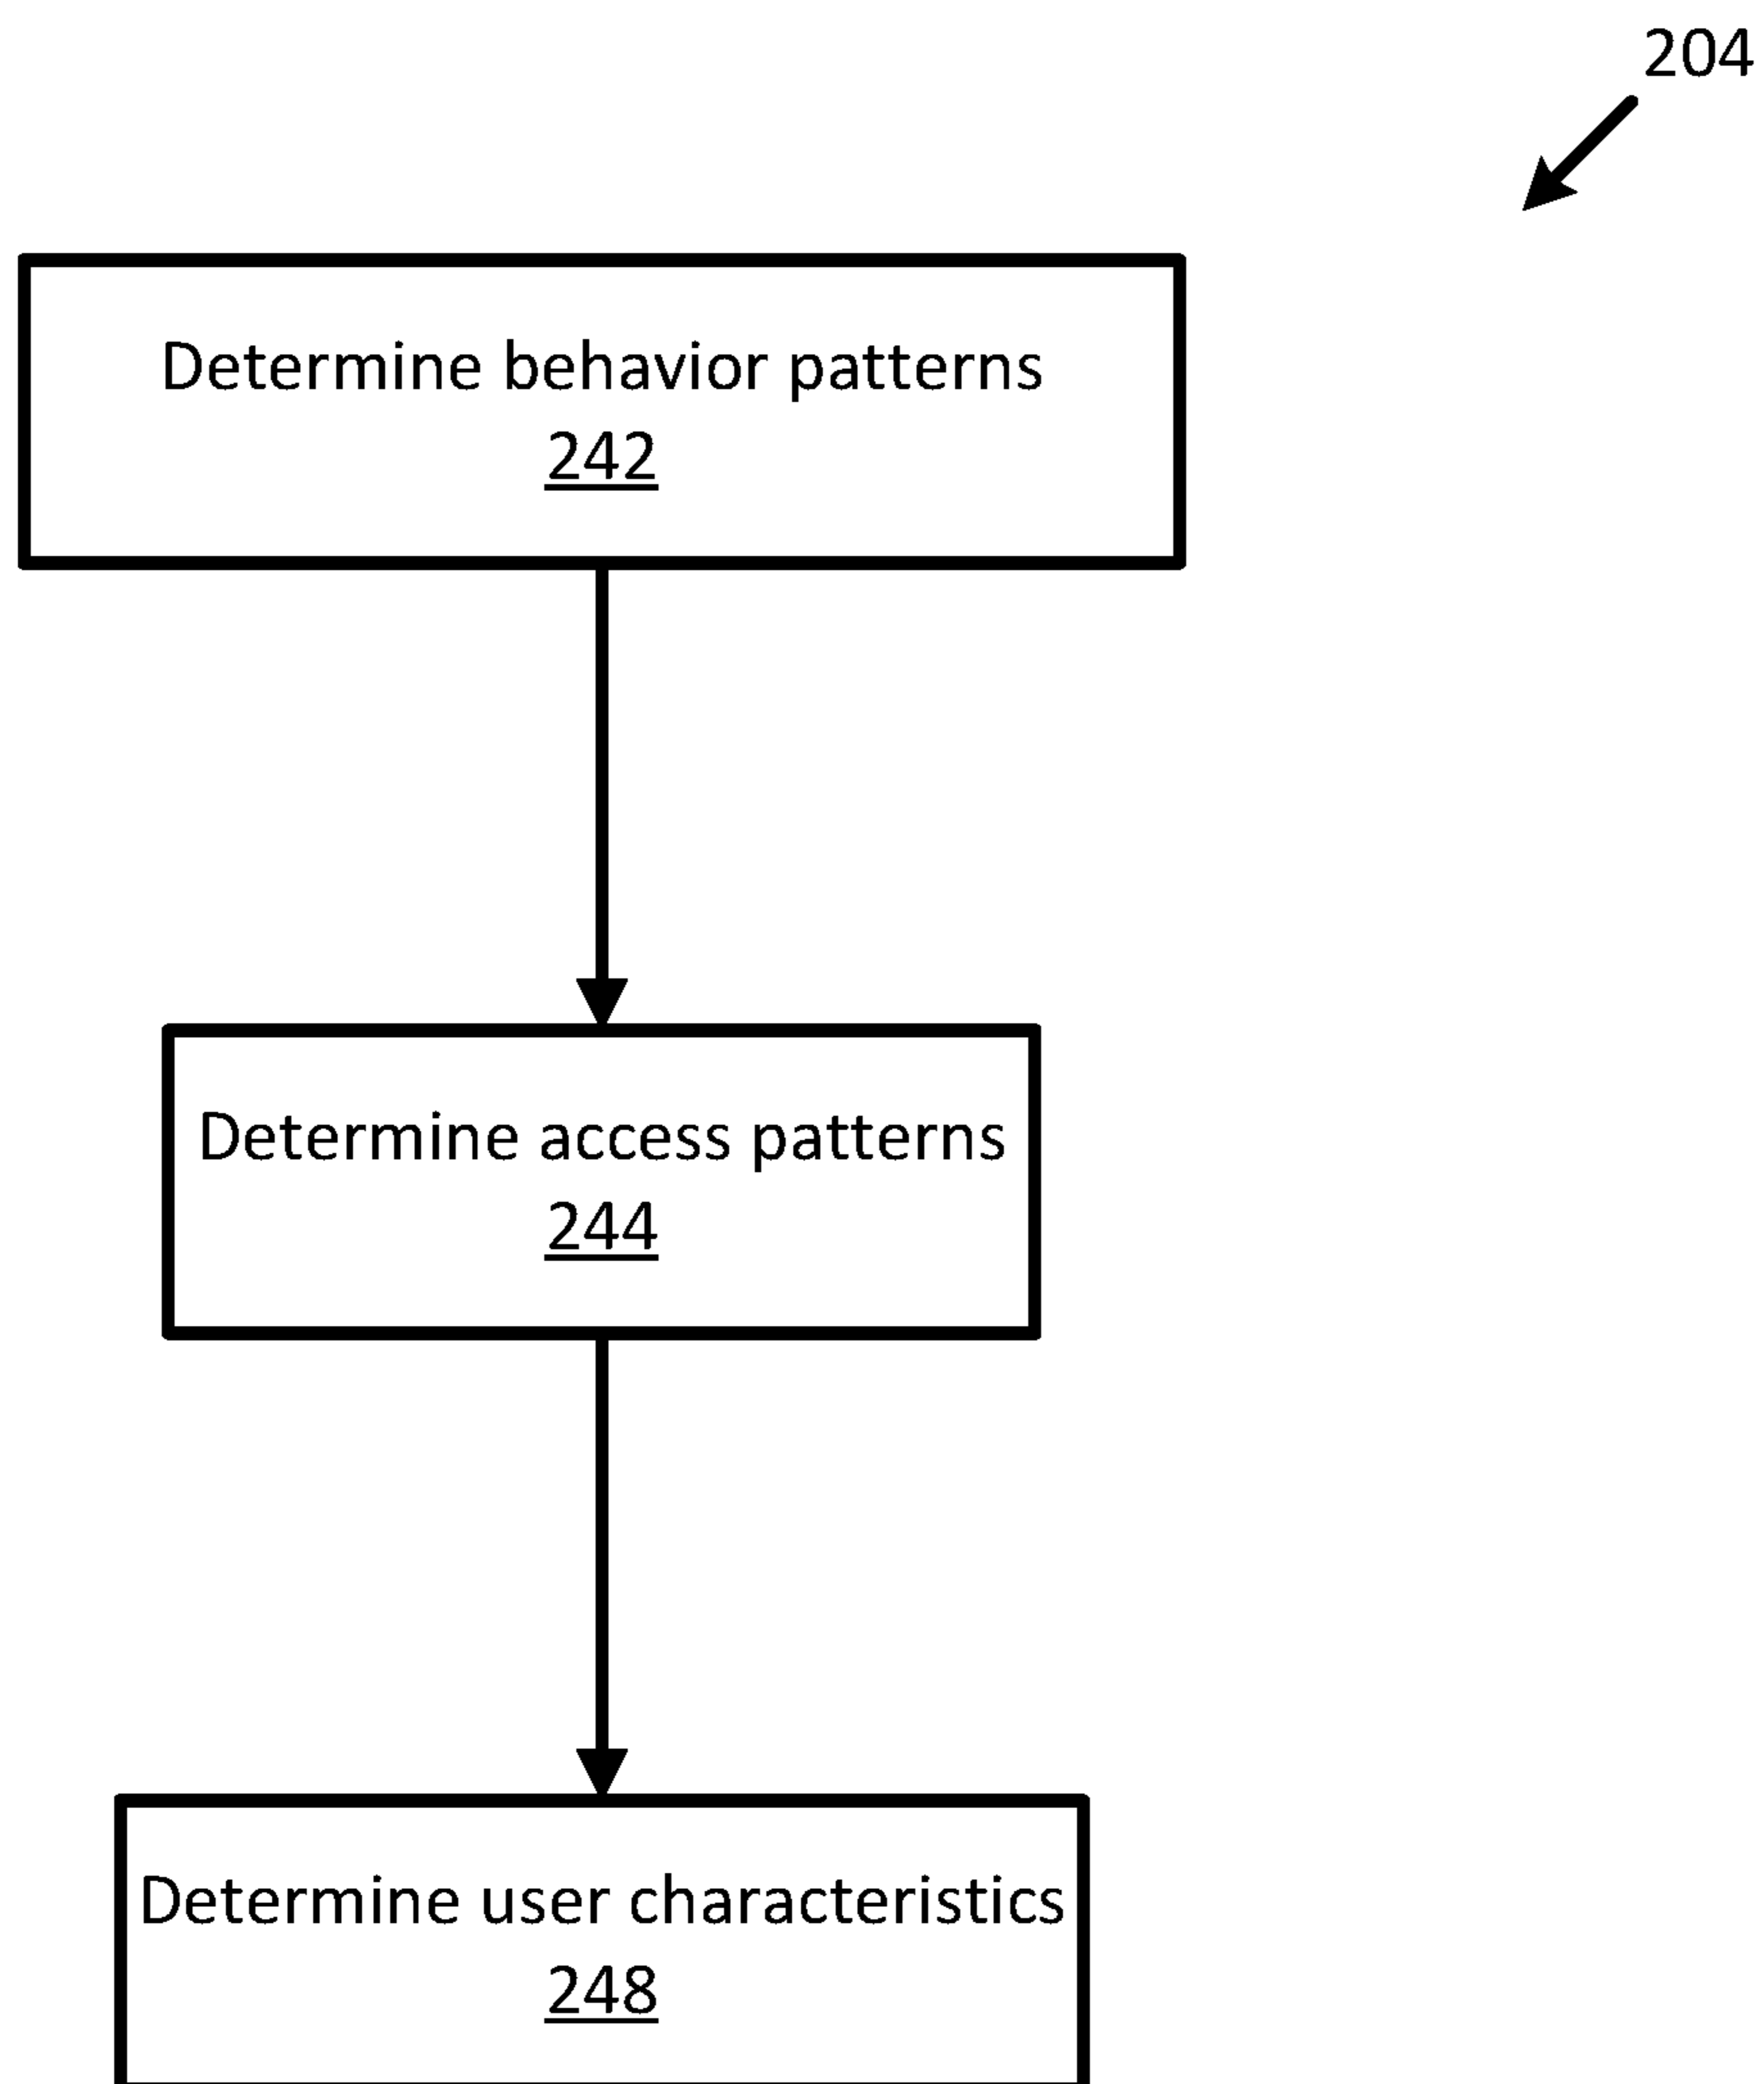 204
Determine behavior patterns
242
Determine access patterns
244
Determine user characteristics
248